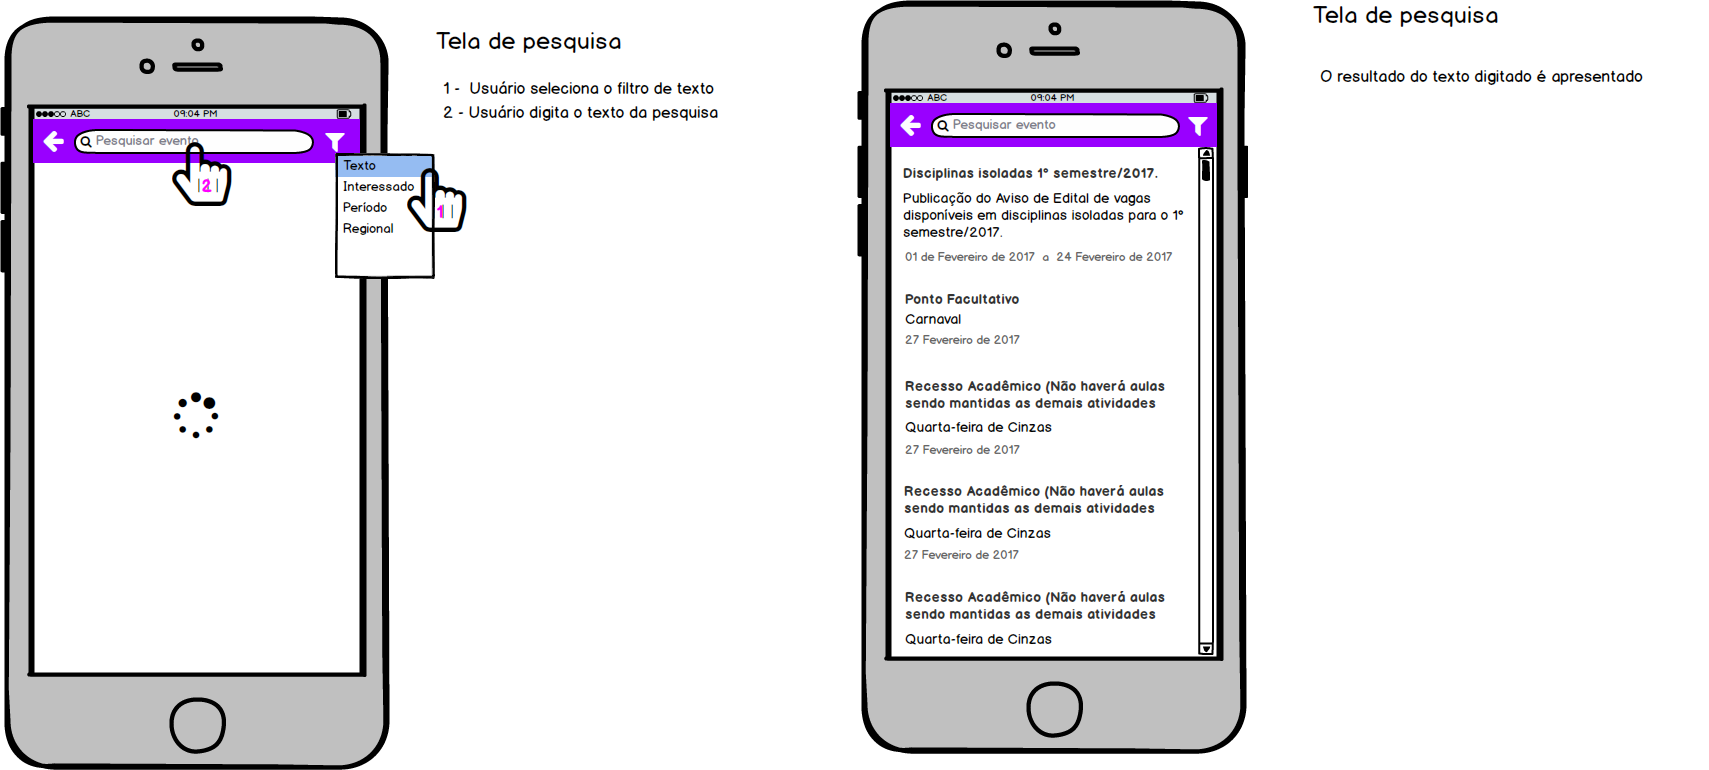 Tela de pesquisa
1 - Usuário seleciona o filtro de texto
2 - Usuário digita o texto da pesquisa
ABC 09:04 PM
Pesquisar evento
2
Texto
Interessado
Período
Regional
1
Tela de pesquisa
O resultado do texto digitado é apresentado
ABC 09:04 PM
Pesquisar evento
Disciplinas isoladas 1º semestre/2017.
Publicação do Aviso de Edital de vagas
disponíveis em disciplinas isoladas para o 1º
semestre/2017.
01 de Fevereiro de 2017 a 24 Fevereiro de 2017
Ponto Facultativo
Carnaval
27 Fevereiro de 2017
Recesso Acadêmico (Não haverá aulas
sendo mantidas as demais atividades
Quarta-feira de Cinzas
27 Fevereiro de 2017
Recesso Acadêmico (Não haverá aulas
sendo mantidas as demais atividades
Quarta-feira de Cinzas
27 Fevereiro de 2017
Recesso Acadêmico (Não haverá aulas
sendo mantidas as demais atividades
Quarta-feira de Cinzas